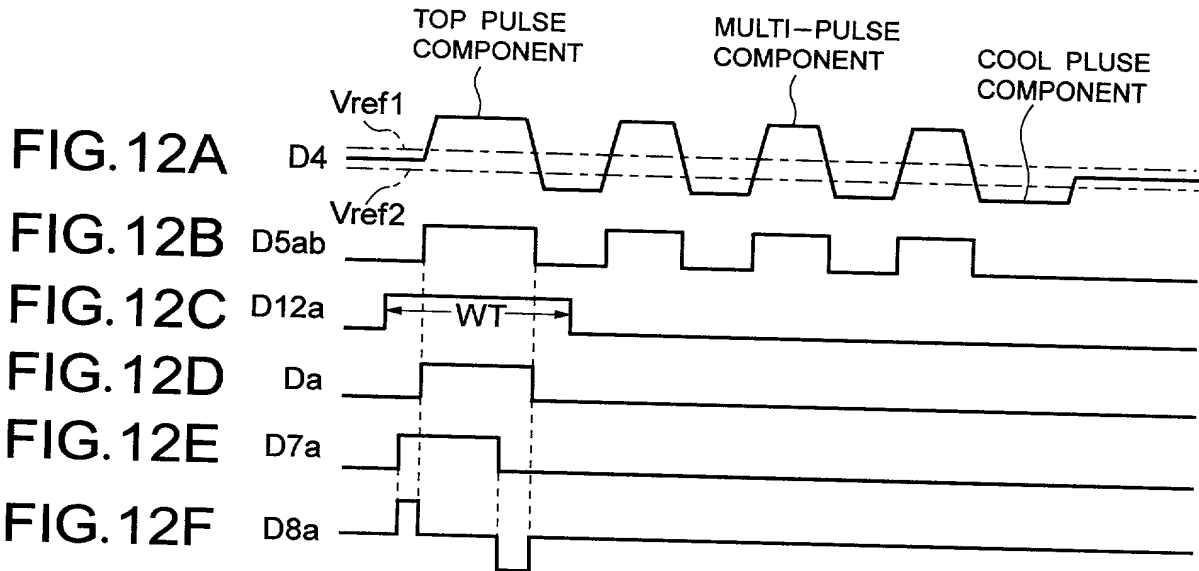 TOP PULSE
COMPONENT
MULTI-PULSE
COMPONENT
COOL PLUSE
COMPONENT
Vref1
FIG.12A D4
Vref2
FIG.12B D5ab
FIG.12C D12a WT
FIG.12D Da
FIG.12E D7a
FIG.12F D8a